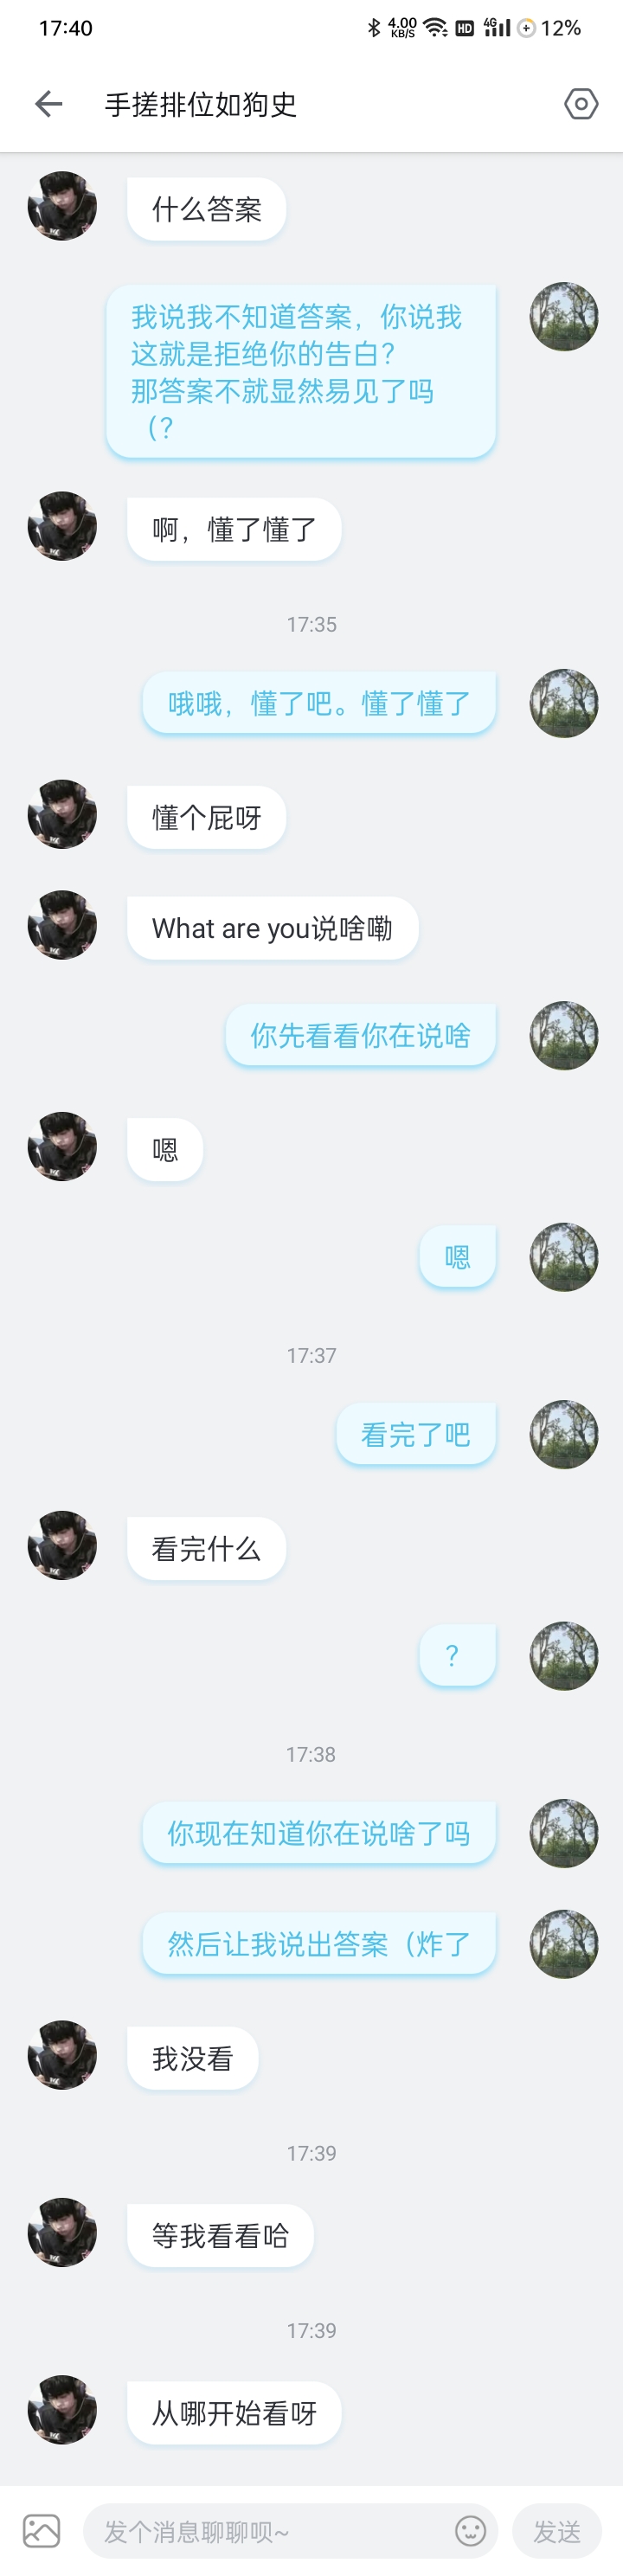 17:40
4.00 KB/S HD 4G 12%
手搓排位如狗史
什么答案
我说我不知道答案，你说我
这就是拒绝你的告白？
那答案不就显然易见了吗
（？
啊，懂了懂了
17:35
哦哦，懂了吧。懂了懂了
懂个屁呀
What are you说啥嘞
你先看看你在说啥
嗯
嗯
17:37
看完了吧
看完什么
？
17:38
你现在知道你在说啥了吗
然后让我说出答案（炸了
我没看
17:39
等我看看哈
17:39
从哪开始看呀
发个消息聊聊呗~
发送